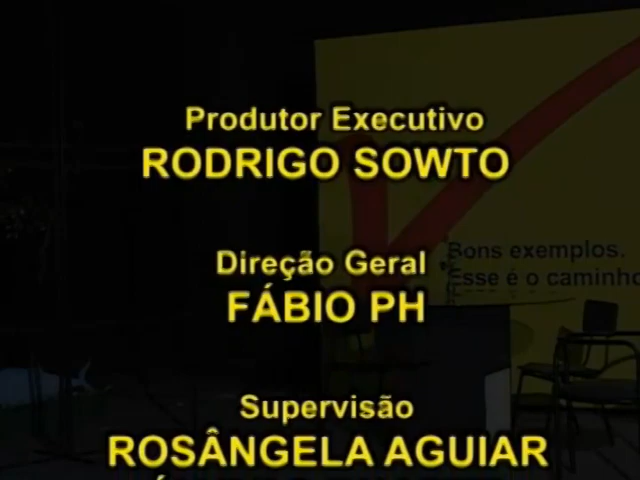 Produtor Executivo
RODRIGO SOWTO
Direção Geral
FÁBIO PH
Bons exemplos.
Esse é o caminho
Supervisão
ROSÂNGELA AGUIAR